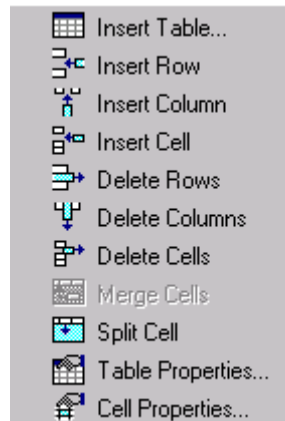 Insert Table...
Insert Row
Insert Column
Insert Cell
Delete Rows
Delete Columns
Delete Cells
Merge Cells
Split Cell
Table Properties...
Cell Properties...